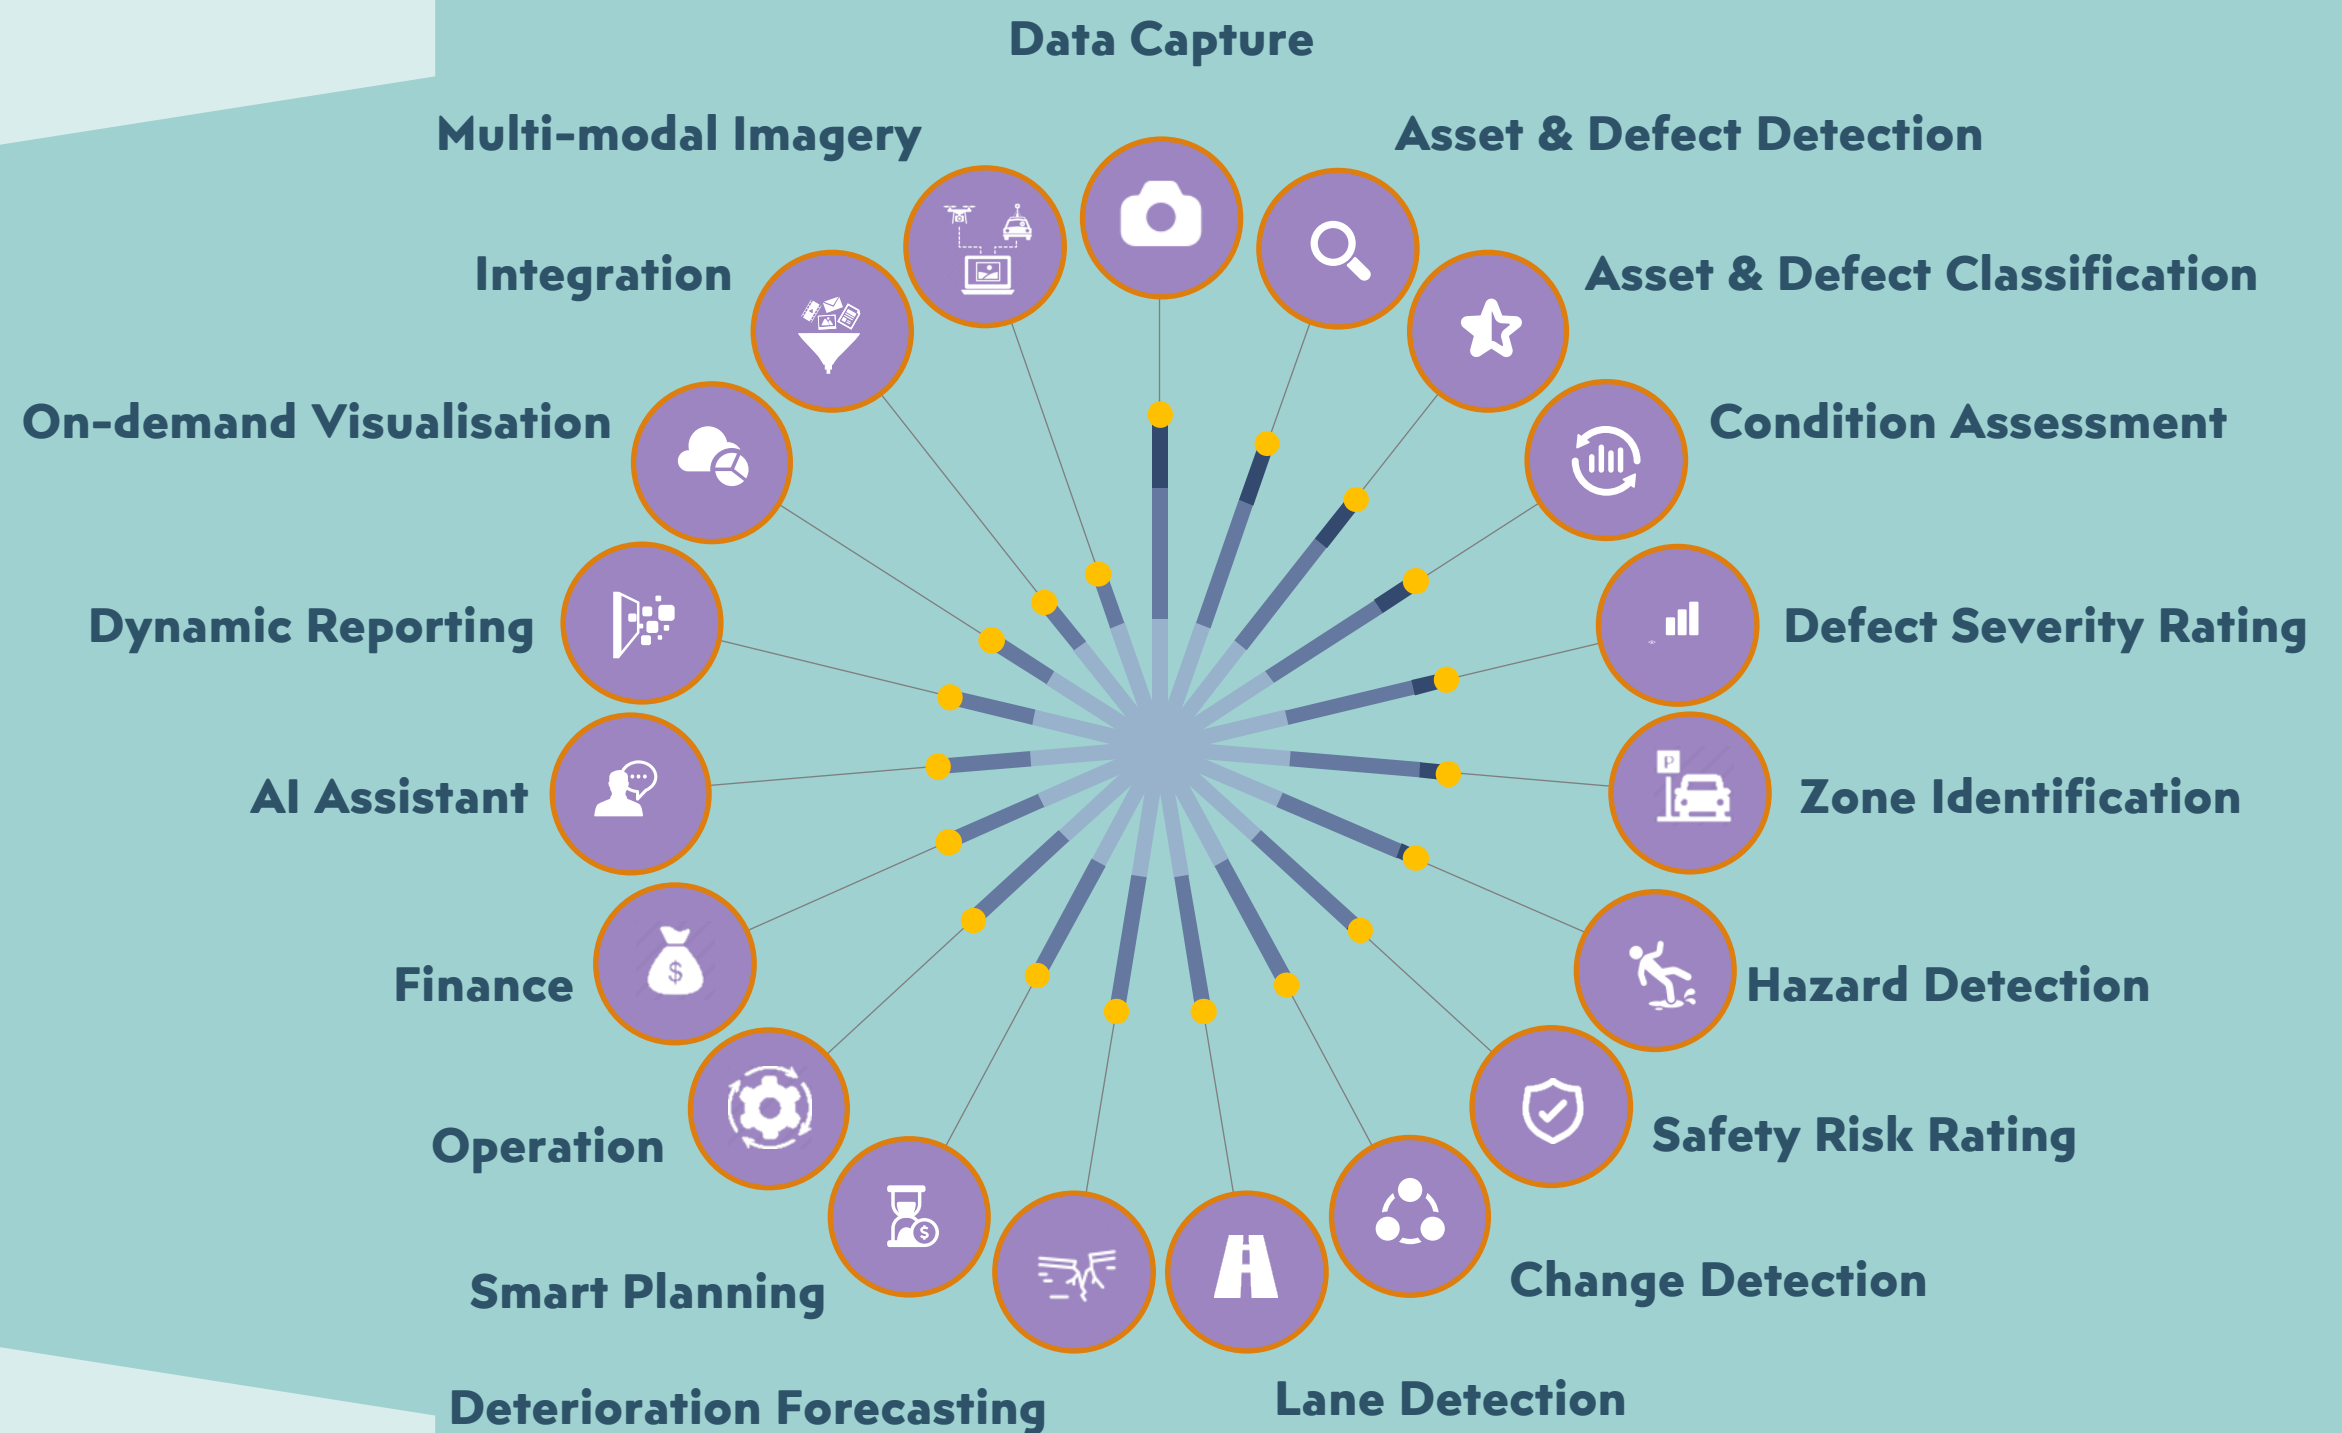 Data Capture
Multi-modal Imagery
Asset & Defect Detection
Integration
Asset & Defect Classification
On-demand Visualisation
Condition Assessment
Dynamic Reporting
Defect Severity Rating
AI Assistant
P
Zone Identification
Finance
$
Hazard Detection
Operation
Safety Risk Rating
$
Smart Planning
Change Detection
Deterioration Forecasting
Lane Detection